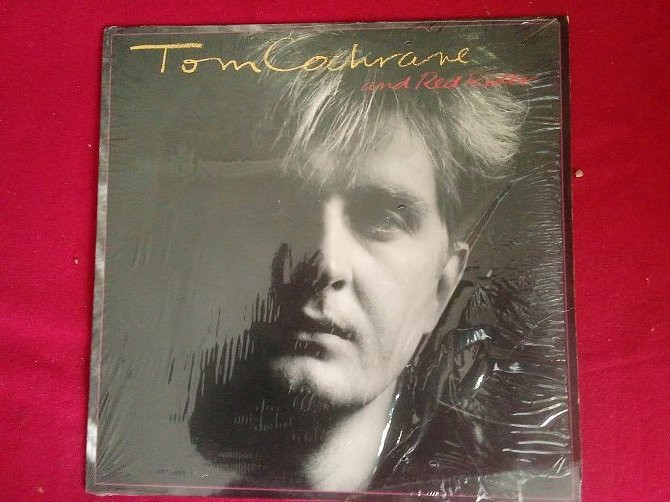 Tom Cochrane
and Red Rider